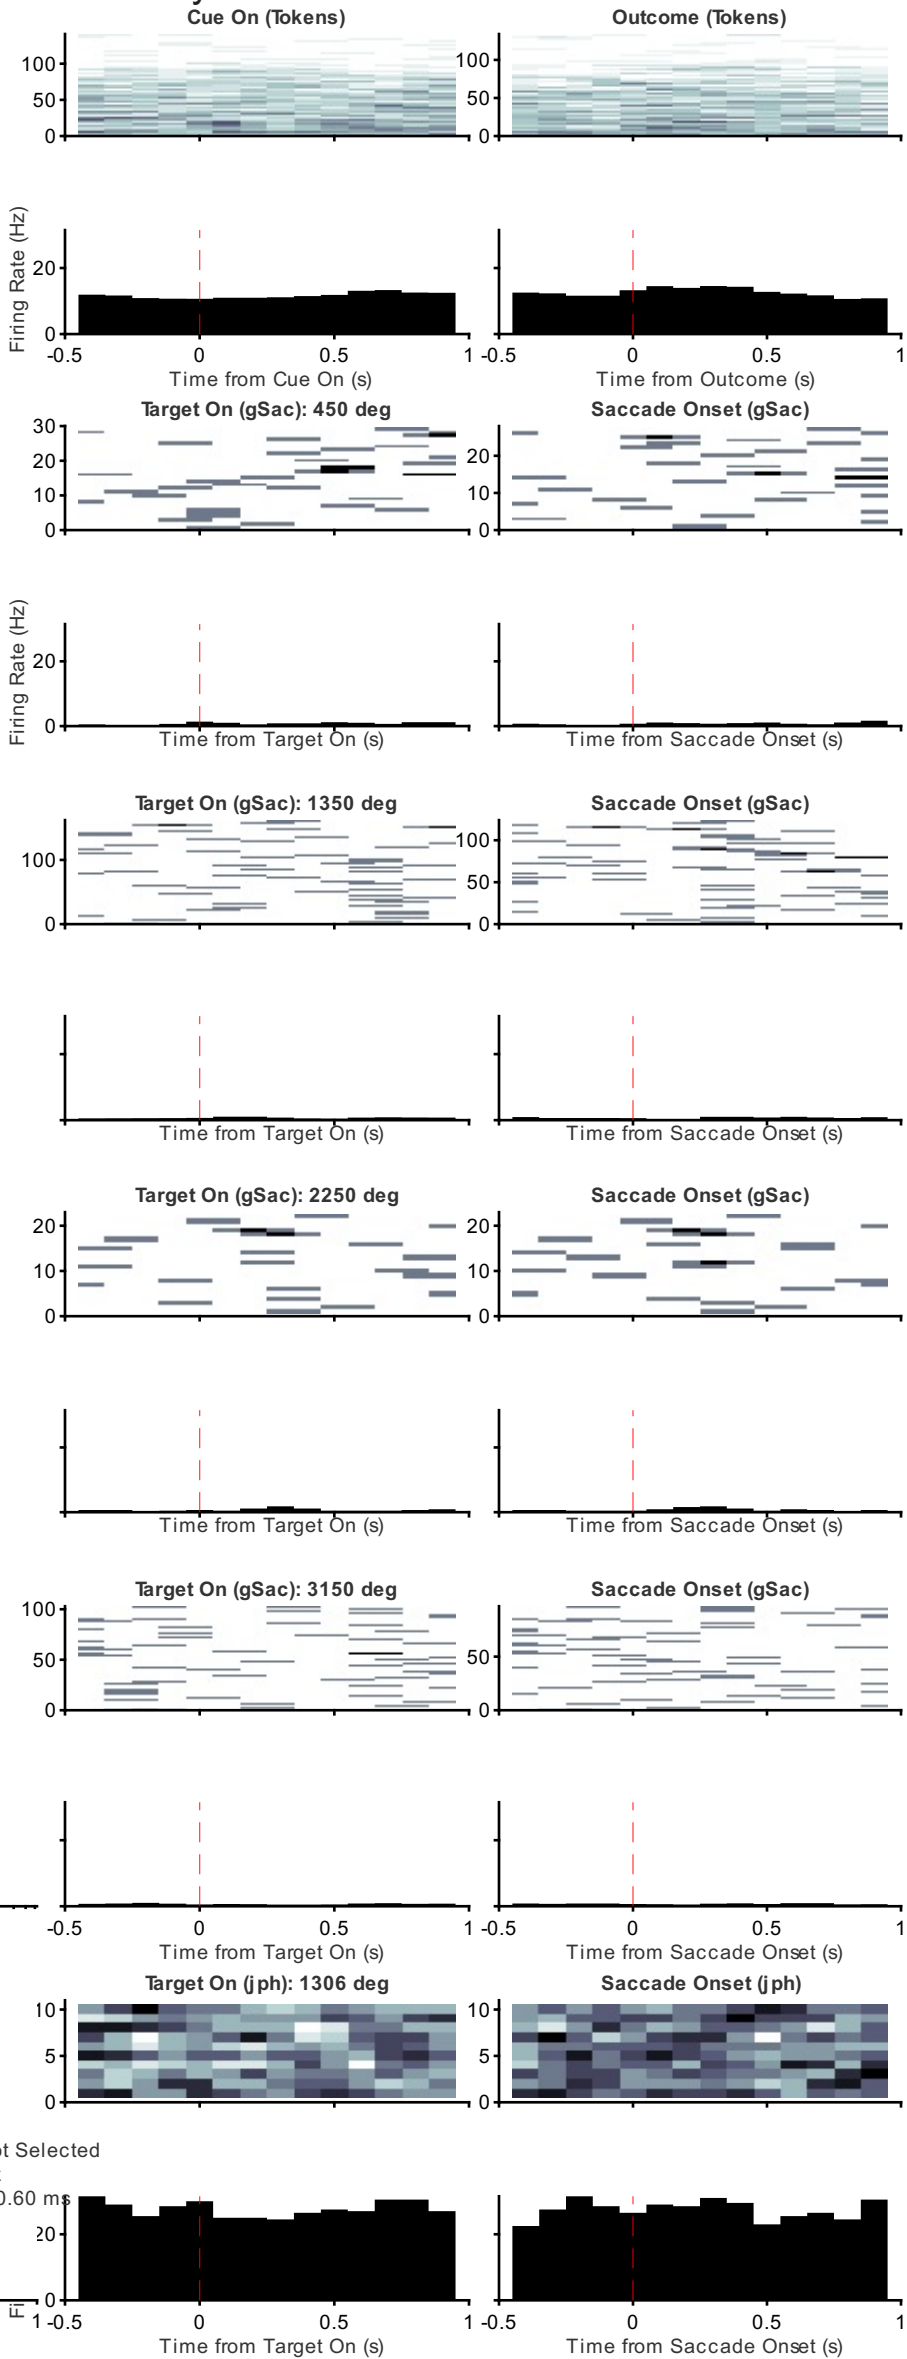 Cue On (Tokens) Outcome (Tokens)
100 100
50 50
0 0
Firing Rate (Hz)
20
0
-0.5 0 0.5 1 -0.5 0 0.5 1
Time from Cue On (s) Time from Outcome (s)
Target On (gSac): 450 deg Saccade Onset (gSac)
30
20 20
10 10
0 0
Firing Rate (Hz)
20
0
Time from Target On (s) Time from Saccade Onset (s)
Target On (gSac): 1350 deg Saccade Onset (gSac)
100 100
50
0 0
Time from Target On (s) Time from Saccade Onset (s)
Target On (gSac): 2250 deg Saccade Onset (gSac)
20 20
10 10
0 0
Time from Target On (s) Time from Saccade Onset (s)
Target On (gSac): 3150 deg Saccade Onset (gSac)
100
50 50
0 0
-0.5 0 0.5 1 -0.5 0 0.5 1
Time from Target On (s) Time from Saccade Onset (s)
Target On (jph): 1306 deg Saccade Onset (jph)
10 10
5 5
0 0
ot Selected
0.60 ms
20
0
Fi
1 -0.5 0 0.5 1 -0.5 0 0.5 1
Time from Target On (s) Time from Saccade Onset (s)